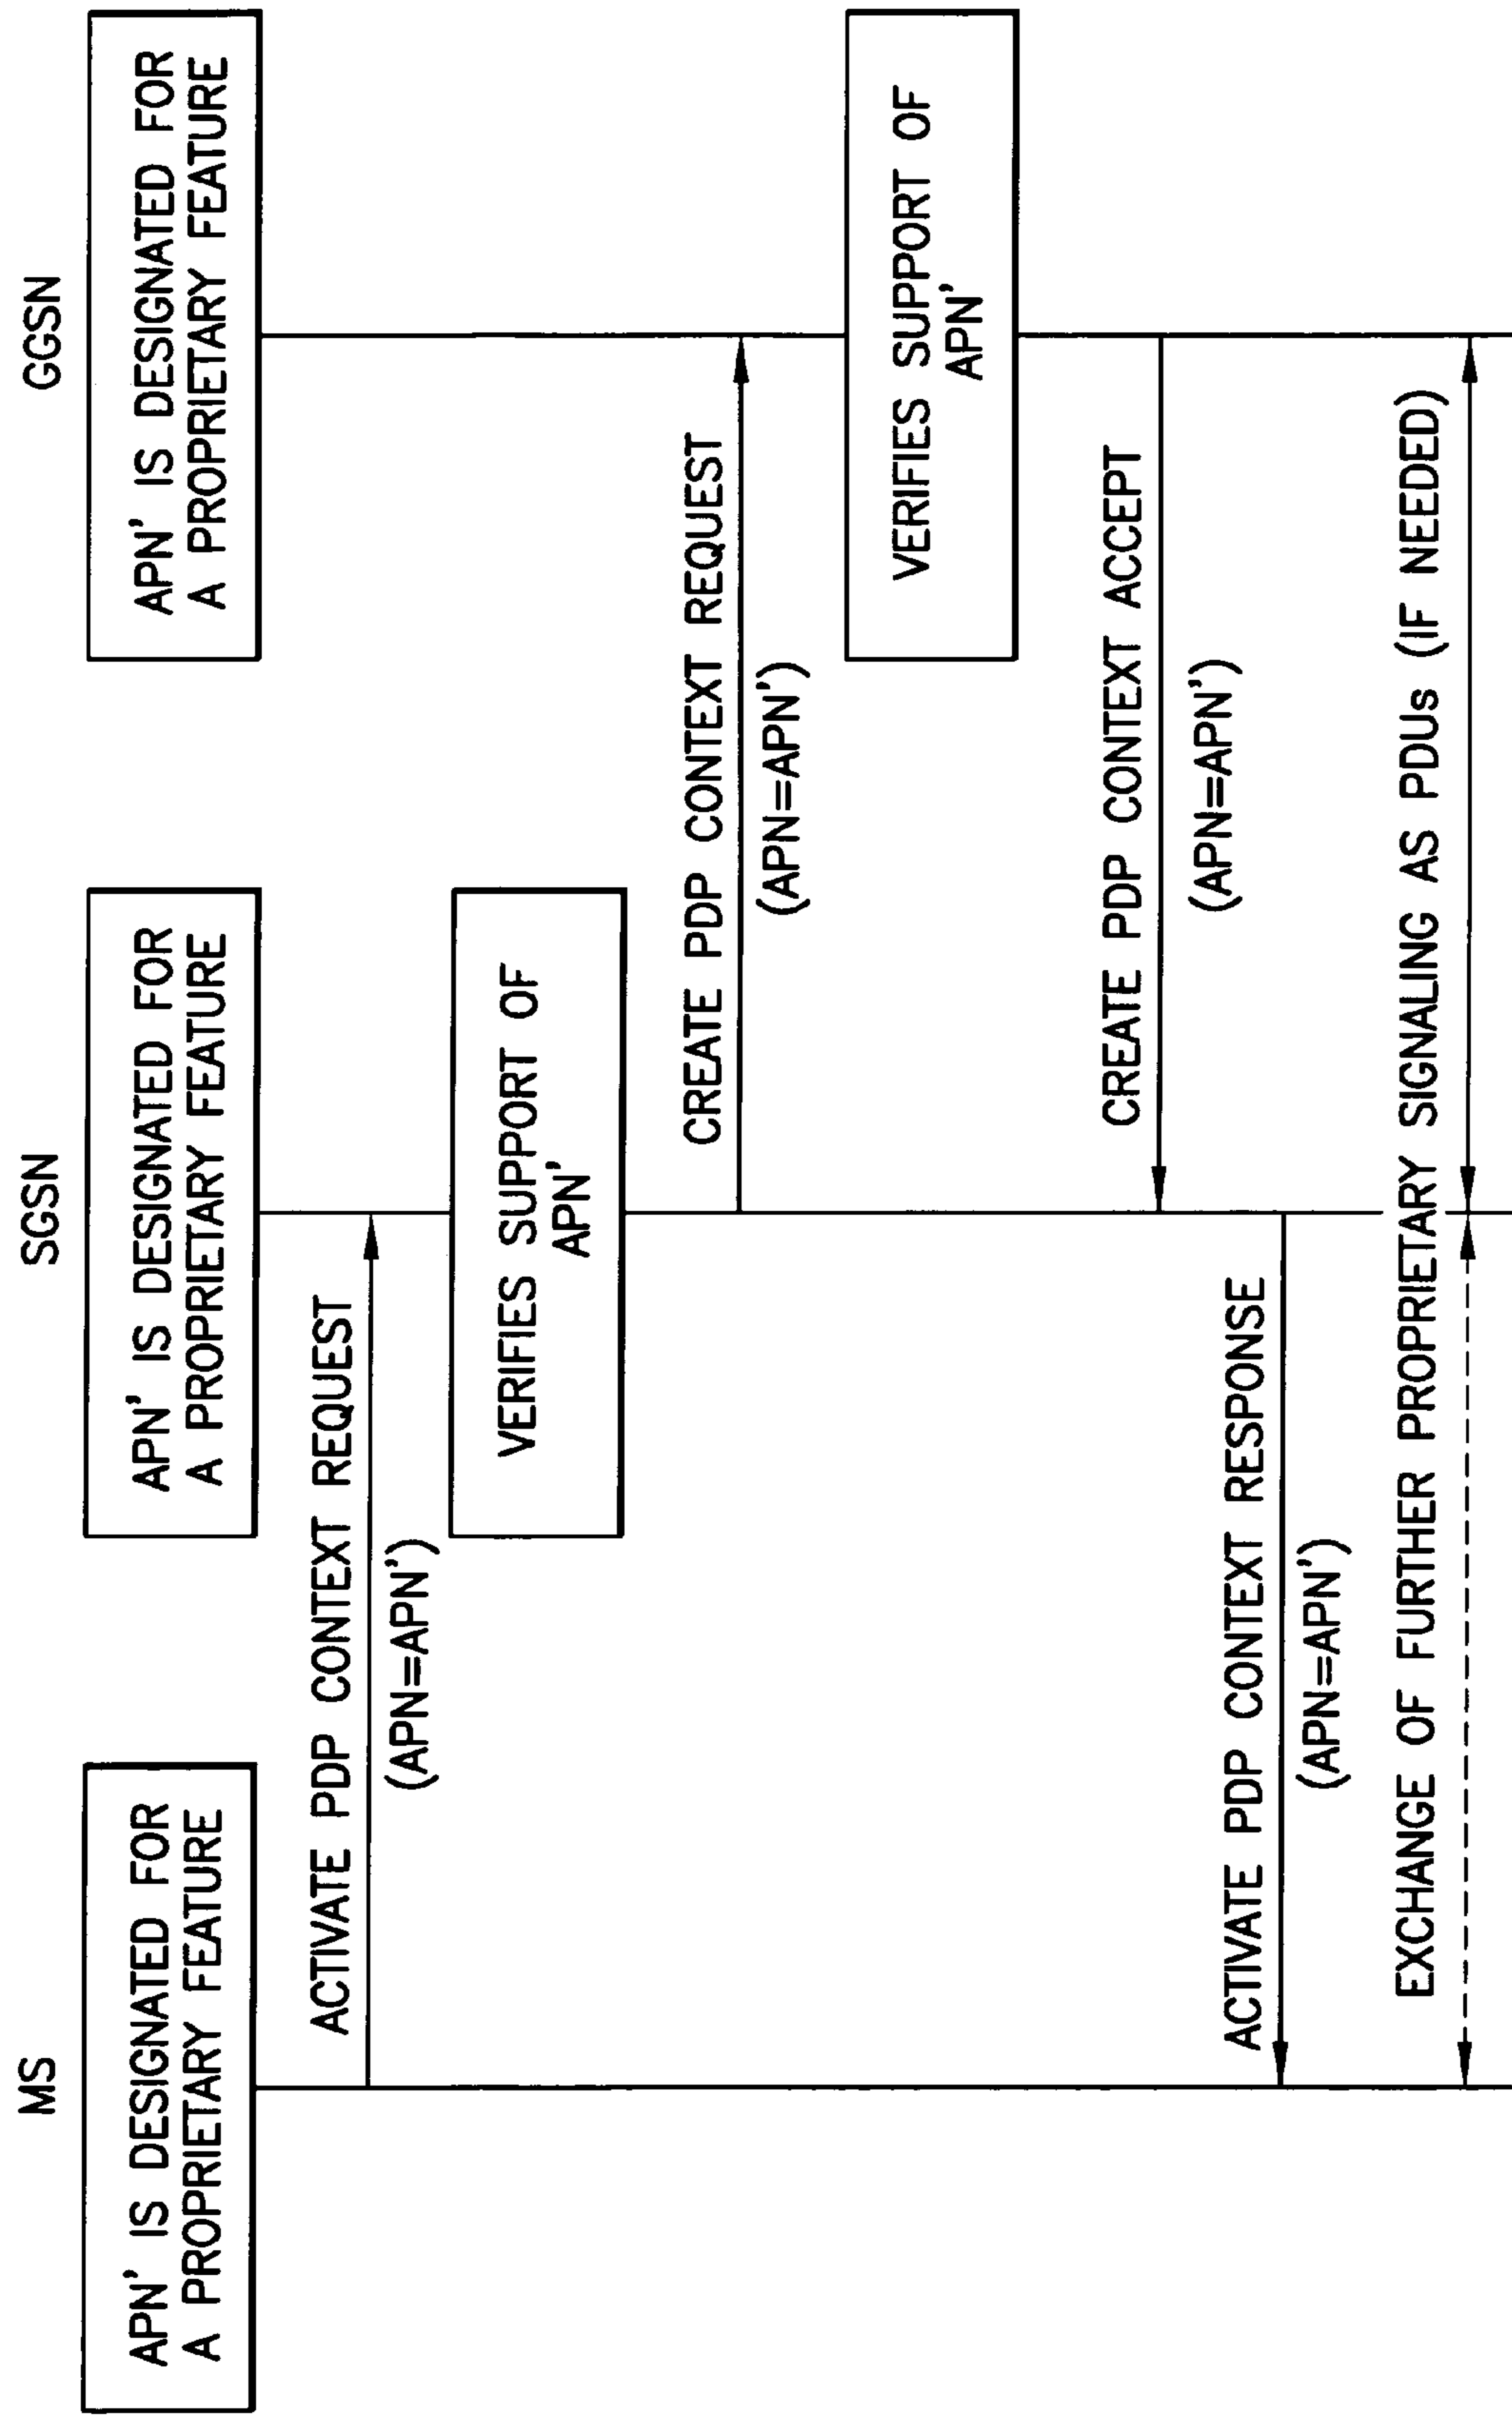 MS
SGSN
GGSN
APN' IS DESIGNATED FOR
A PROPRIETARY FEATURE
APN' IS DESIGNATED FOR
A PROPRIETARY FEATURE
APN' IS DESIGNATED FOR
A PROPRIETARY FEATURE
ACTIVATE PDP CONTEXT REQUEST
(APN=APN')
VERIFIES SUPPORT OF
APN'
CREATE PDP CONTEXT REQUEST
(APN=APN')
VERIFIES SUPPORT OF
APN'
CREATE PDP CONTEXT ACCEPT
(APN=APN')
ACTIVATE PDP CONTEXT RESPONSE
(APN=APN')
EXCHANGE OF FURTHER PROPRIETARY SIGNALING AS PDUs (IF NEEDED)